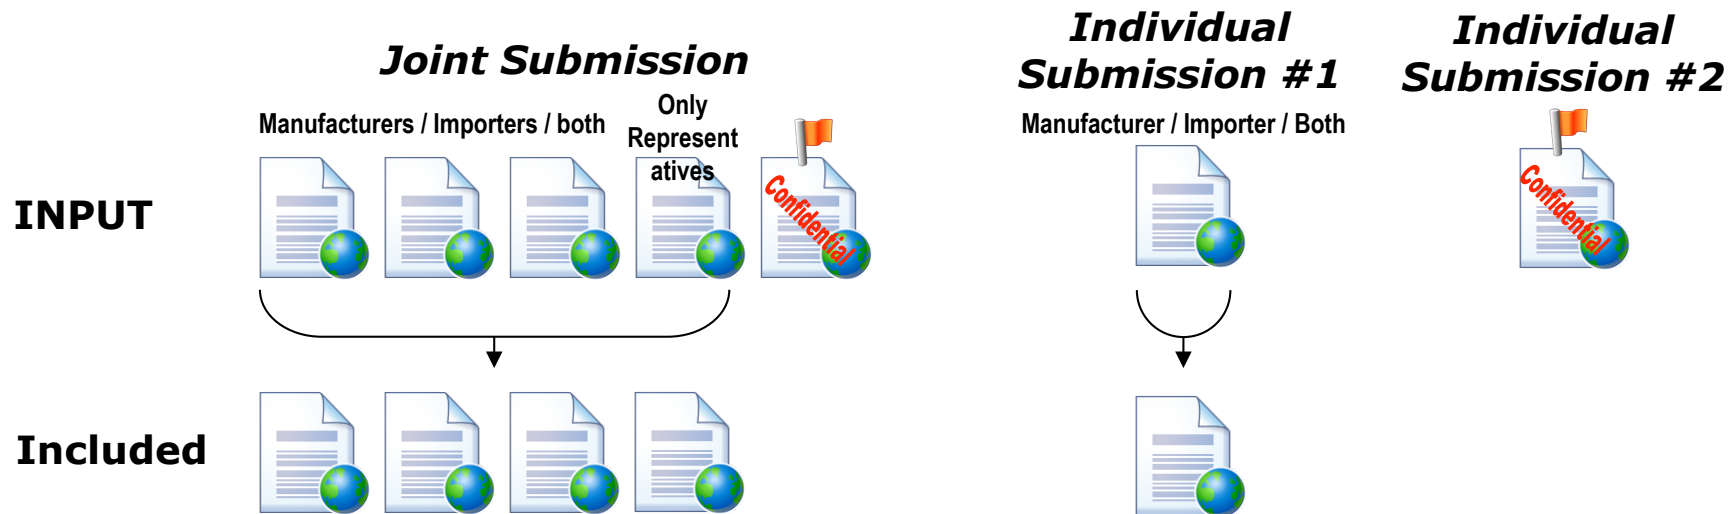 Joint Submission
Individual
Submission #1
Individual
Submission #2
Manufacturers / Importers / both
Only
Represent
atives
Manufacturer / Importer / Both
INPUT
Confidential
Confidential
Included